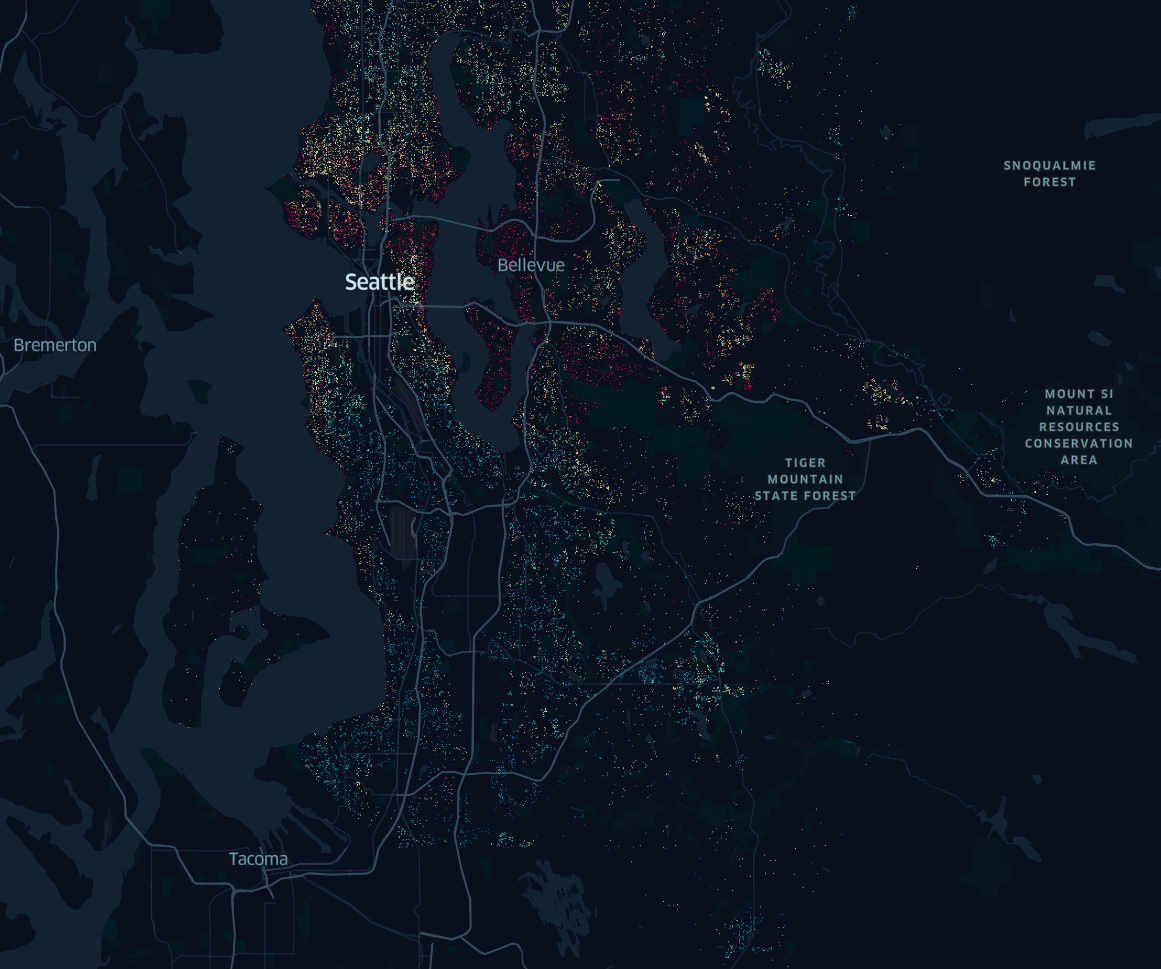 SNOQUALMIE
FOREST
Bellevue
Seattle
Bremerton
MOUNT SI
NATURAL
RESOURCES
CONSERVATION
AREA
TIGER
MOUNTAIN
STATE FOREST
Tacoma